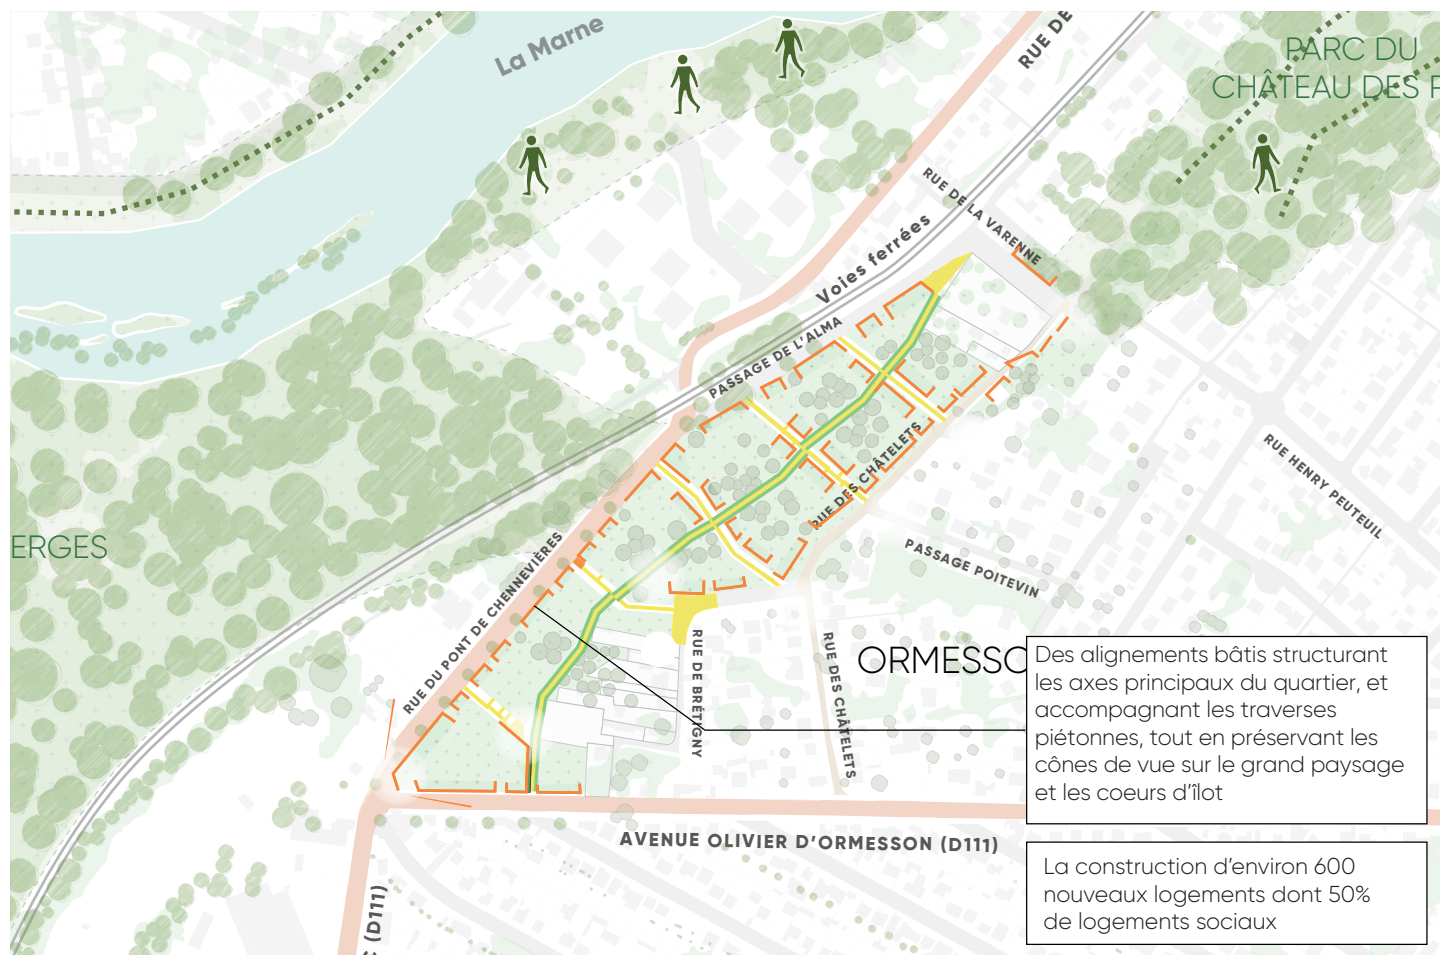 La Marne
RUE DE
PARC DU
CHÂTEAU DES
RUE DE LA VARENNE
Voies ferrées
PASSAGE DE L'ALMA
RUE DES CHÂTELETS
RUE HENRY PEUTEUIL
ERGES
RUE DU PONT DE CHENNEVIÈRES
PASSAGE POITEVIN
RUE DE BRÉTIGNY
RUE DES CHÂTELETS
ORMESSO
Des alignements bâtis structurant
les axes principaux du quartier, et
accompagnant les traverses
piétonnes, tout en préservant les
cônes de vue sur le grand paysage
et les coeurs d'îlot
AVENUE OLIVIER D'ORMESSON (D111)
La construction d'environ 600
nouveaux logements dont 50%
de logements sociaux
(D111)